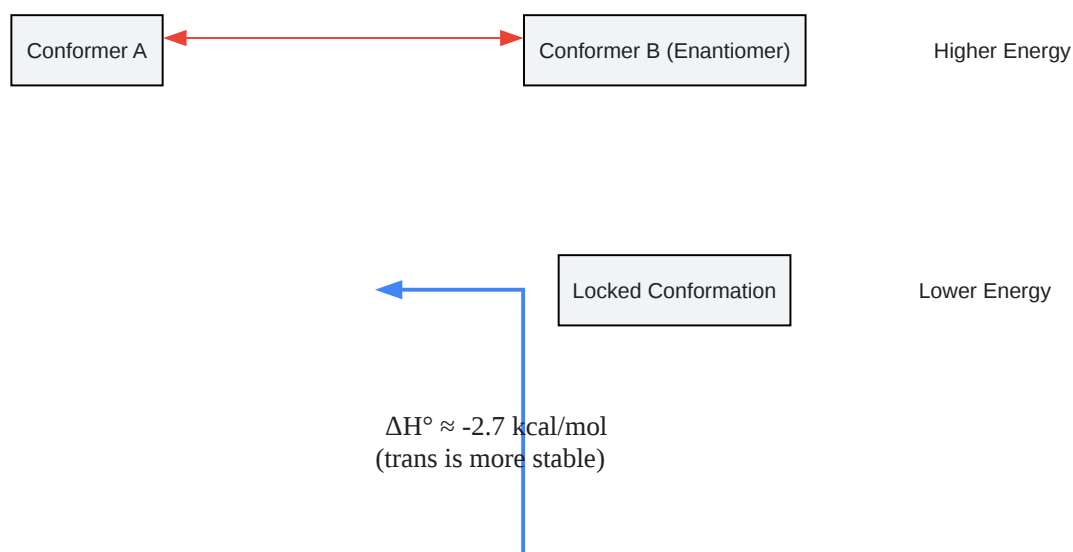 Conformer A
Conformer B (Enantiomer)
Higher Energy
Locked Conformation
Lower Energy
ΔH° ≈ -2.7 kcal/mol
(trans is more stable)